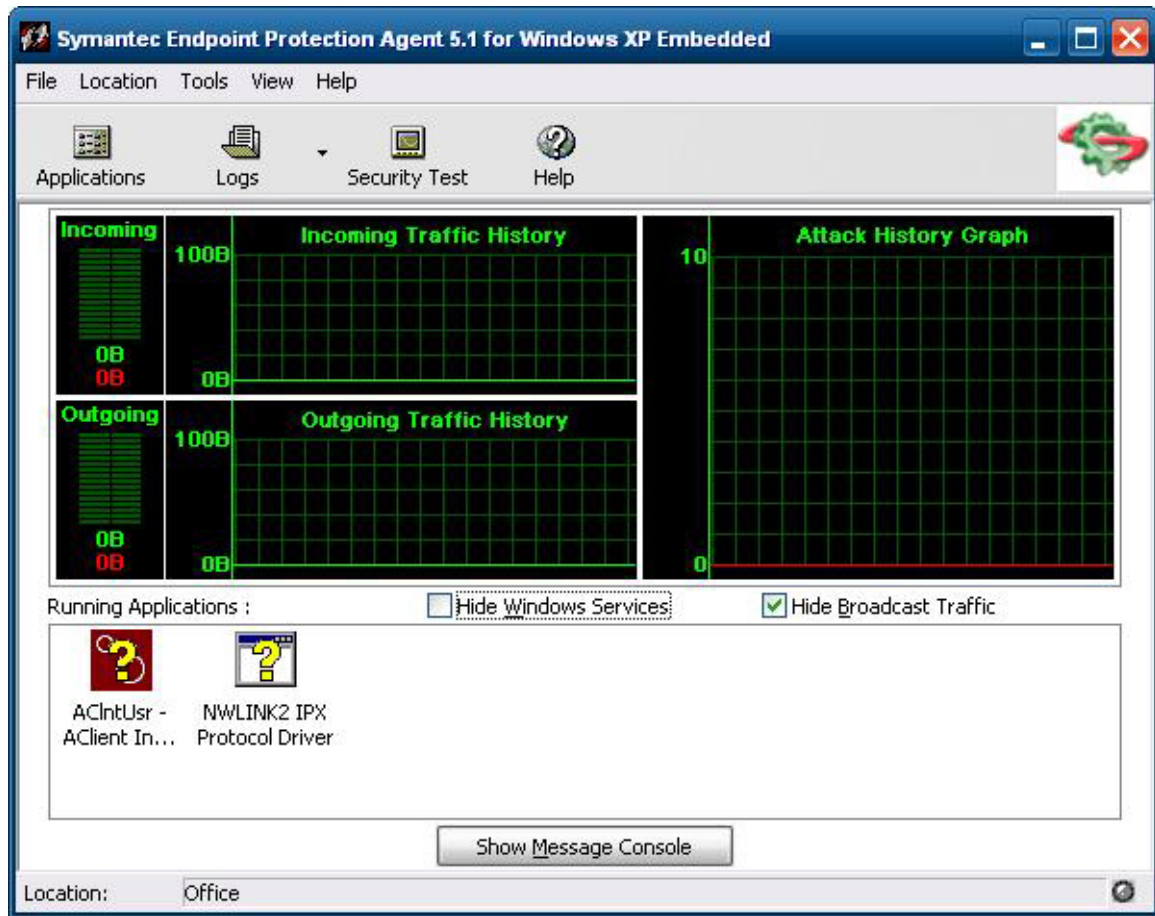 Symantec Endpoint Protection Agent 5.1 for Windows XP Embedded
File Location Tools View Help
Applications Logs Security Test Help
Incoming
0B
0B
Incoming Traffic History
100B
0B
Attack History Graph
10
0
Outgoing
0B
0B
Outgoing Traffic History
100B
0B
Running Applications : Hide Windows Services Hide Broadcast Traffic
AClntUsr -
AClient In...
NWLINK2 IPX
Protocol Driver
Show Message Console
Location: Office